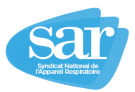 sar
Syndicat National de
l'Appareil Respiratoire